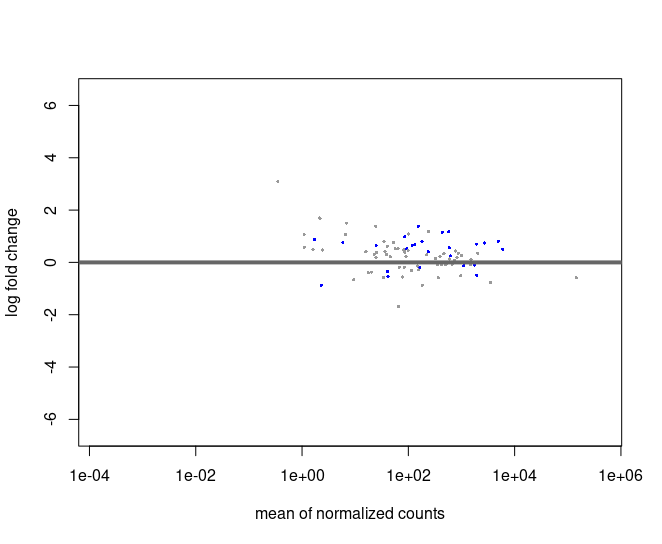 6
4
2
0
-2
-4
-6
log fold change
1e-04
1e-02
1e+00
1e+02
1e+04
1e+06
mean of normalized counts